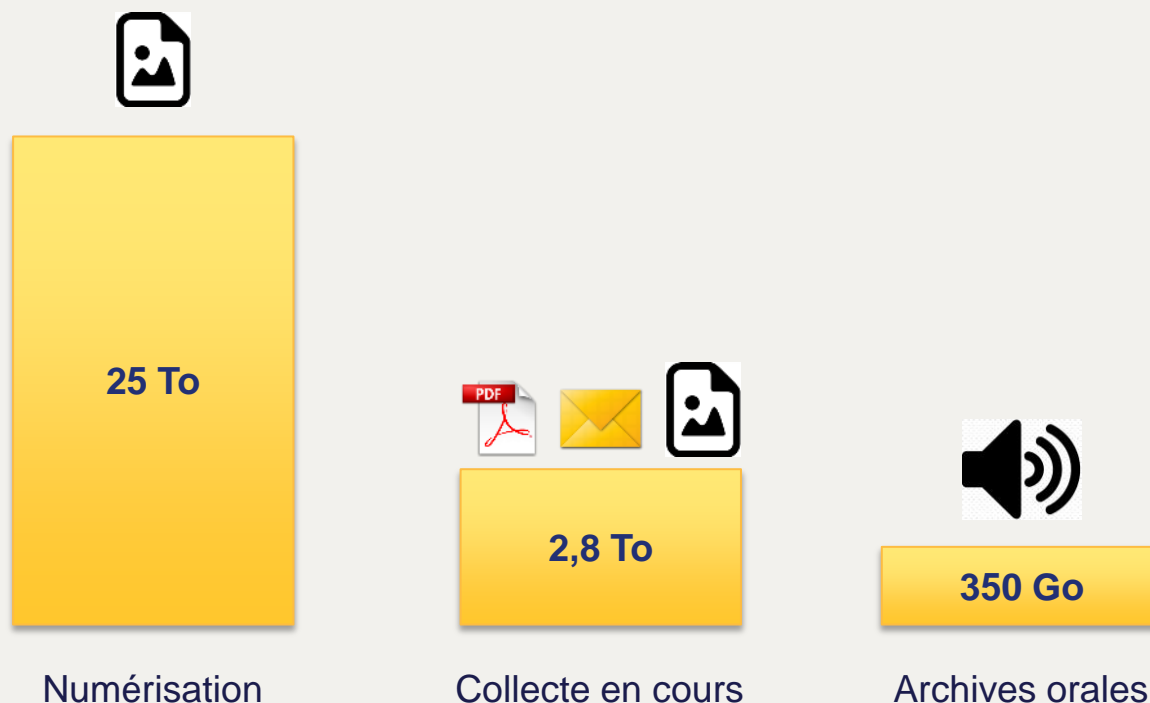 25 To
PDF
2,8 To
350 Go
Numérisation
Collecte en cours
Archives orales